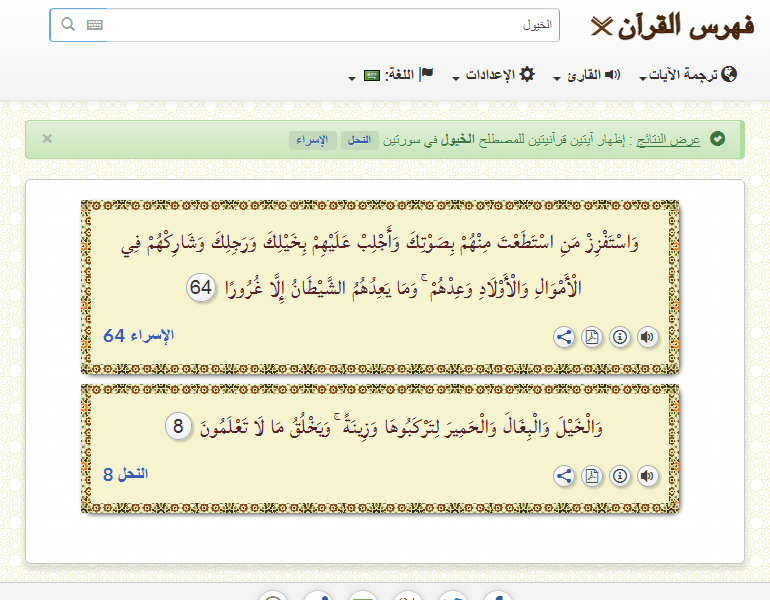 فهرس القرآن
الخيول
ترجمة الآيات القارئ الإعدادات اللغة:
عرض النتائج : إظهار آيتين قرآنيتين للمصطلح الخيول في سورتين النحل الإسراء ×
وَاسْتَفْزِزْ مَنِ اسْتَطَعْتَ مِنْهُمْ بِصَوْتِكَ وَأَجْلِبْ عَلَيْهِمْ بِخَيْلِكَ وَرَجِلِكَ وَشَارِكْهُمْ فِي
الْأَمْوَالِ وَالْأَوْلَادِ وَعِدْهُمْ ۚ وَمَا يَعِدُهُمُ الشَّيْطَانُ إِلَّا غُرُورًا 64
الإسراء 64
وَالْخَيْلَ وَالْبِغَالَ وَالْحَمِيرَ لِتَرْكَبُوهَا وَزِينَةً ۚ وَيَخْلُقُ مَا لَا تَعْلَمُونَ 8
النحل 8